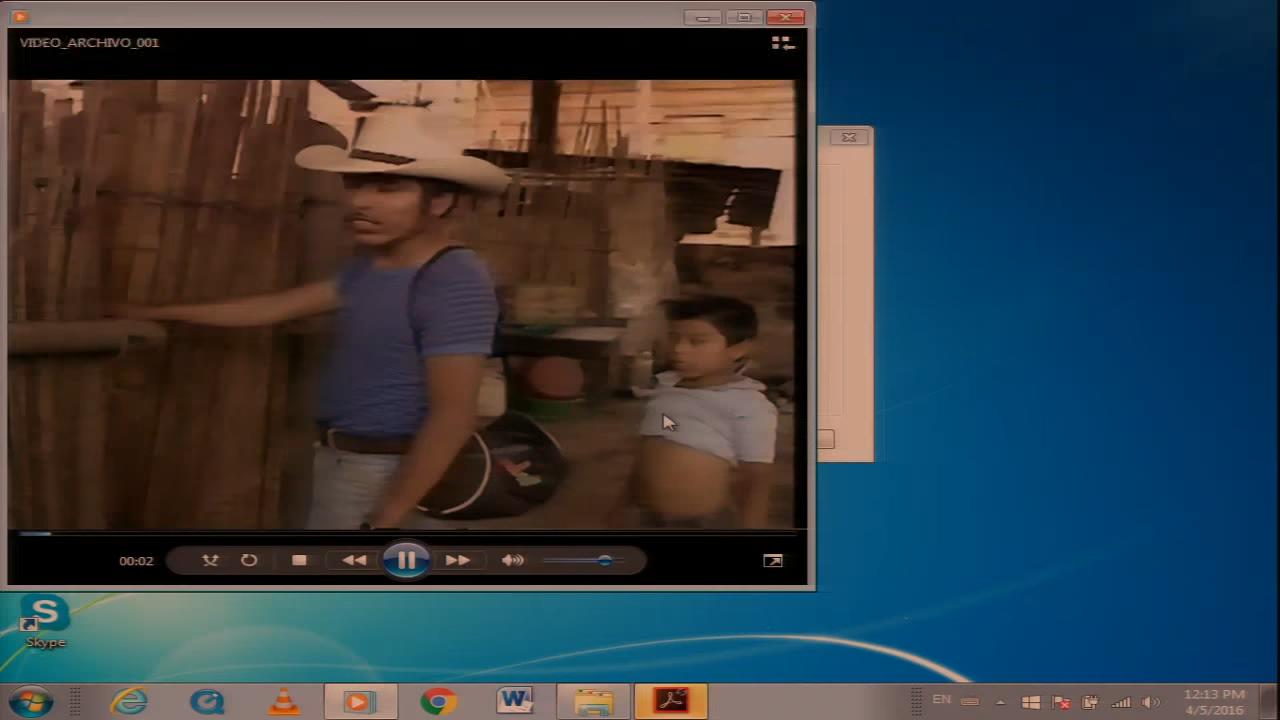 VIDEO_ARCHIVO_001
00:02
S
Skype
W
EN
12:13 PM
4/5/2016